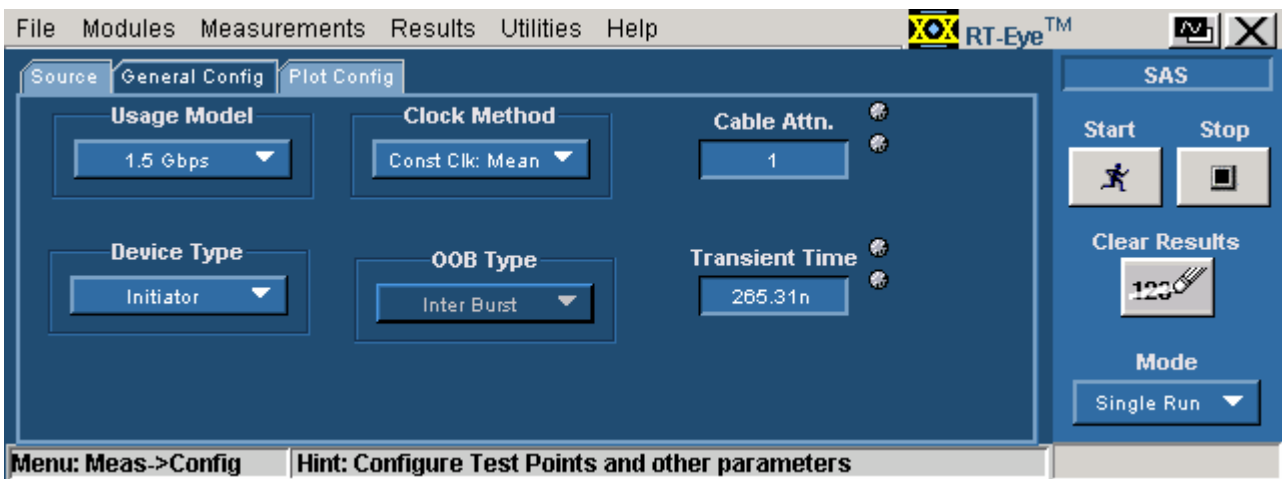 File Modules Measurements Results Utilities Help RT-Eye™
Source General Config Plot Config
SAS
Usage Model
1.5 Gbps
Clock Method
Const Clk: Mean
Cable Attn.
1
Device Type
Initiator
OOB Type
Inter Burst
Transient Time
265.31n
Start Stop
Clear Results
123
Mode
Single Run
Menu: Meas->Config Hint: Configure Test Points and other parameters